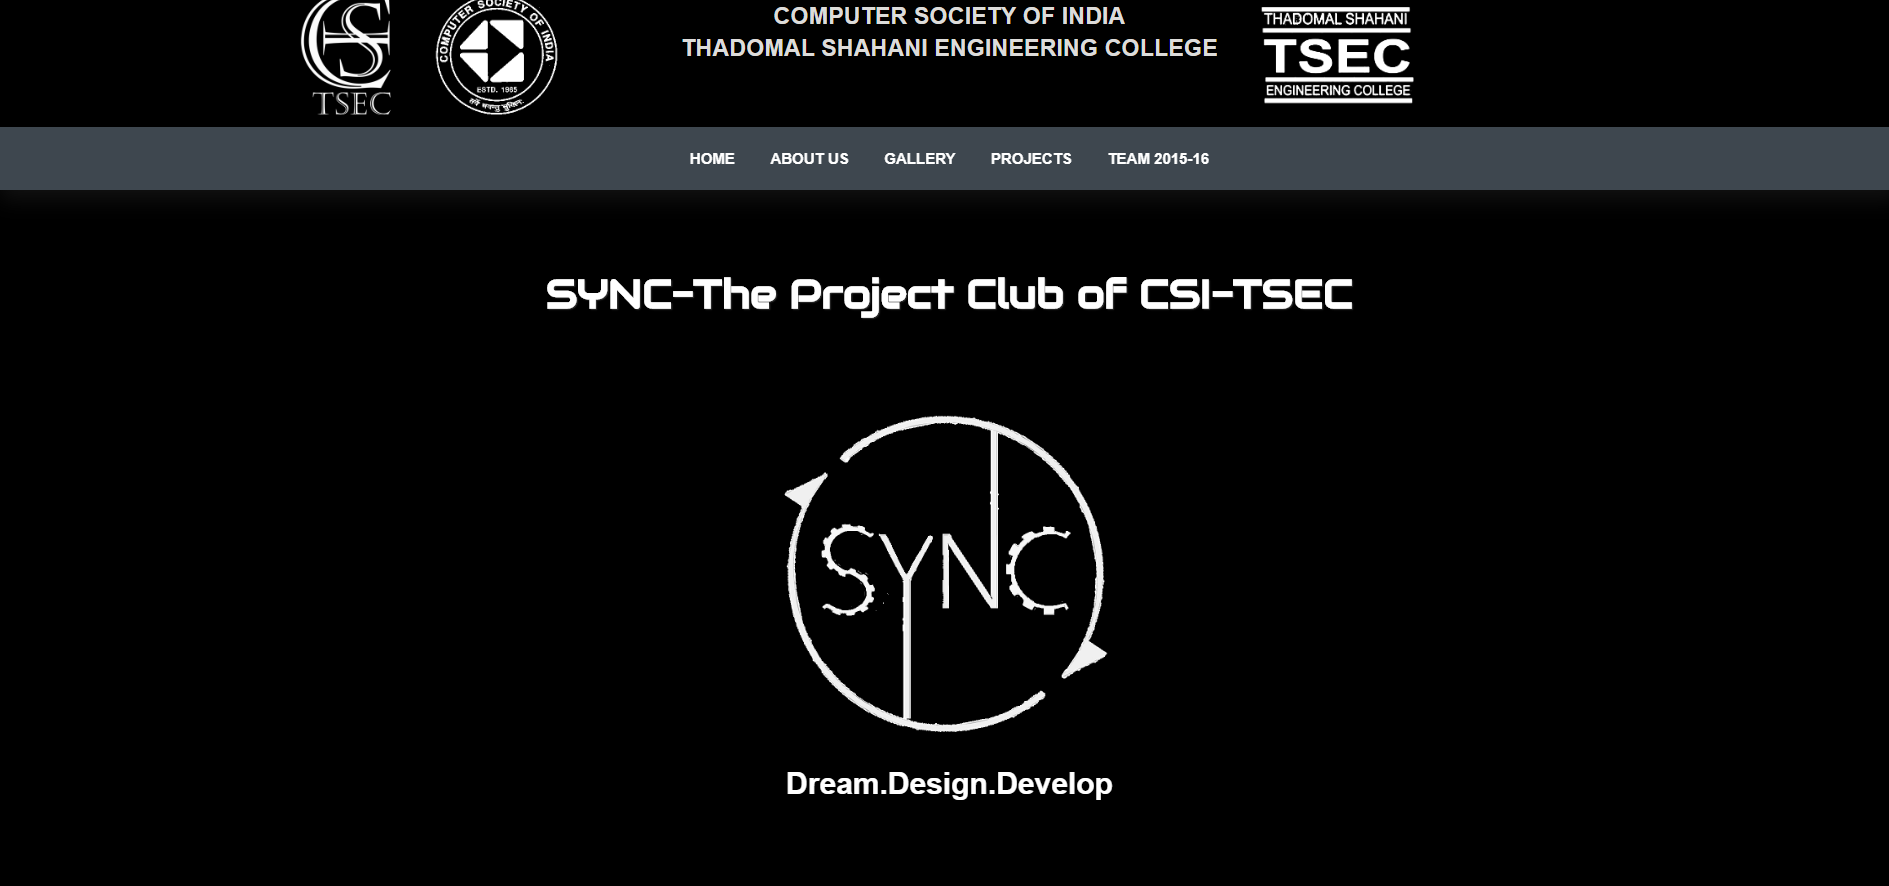 TSEC
COMPUTER SOCIETY OF INDIA
ESTD. 1965
COMPUTER SOCIETY OF INDIA
THADOMAL SHAHANI ENGINEERING COLLEGE
THADOMAL SHAHANI
TSEC
ENGINEERING COLLEGE
HOME ABOUT US GALLERY PROJECTS TEAM 2015-16
SYNC-The Project Club of CSI-TSEC
SYNC
Dream.Design.Develop